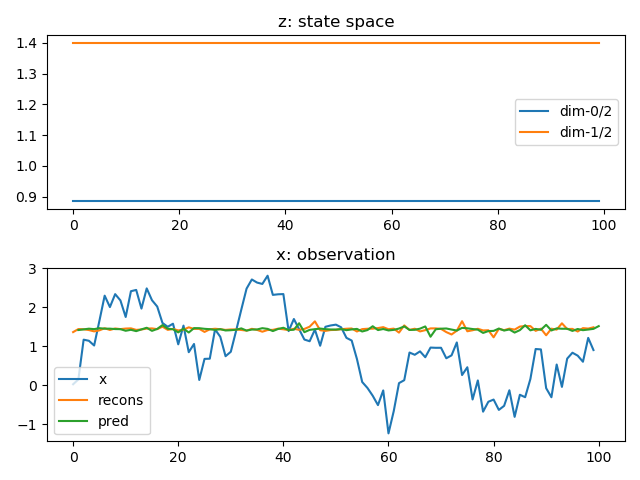 z: state space
1.4
1.3
1.2
1.1
1.0
0.9
dim-0/2
dim-1/2
0 20 40 60 80 100
x: observation
3
2
1
0
−1
x
recons
pred
0 20 40 60 80 100